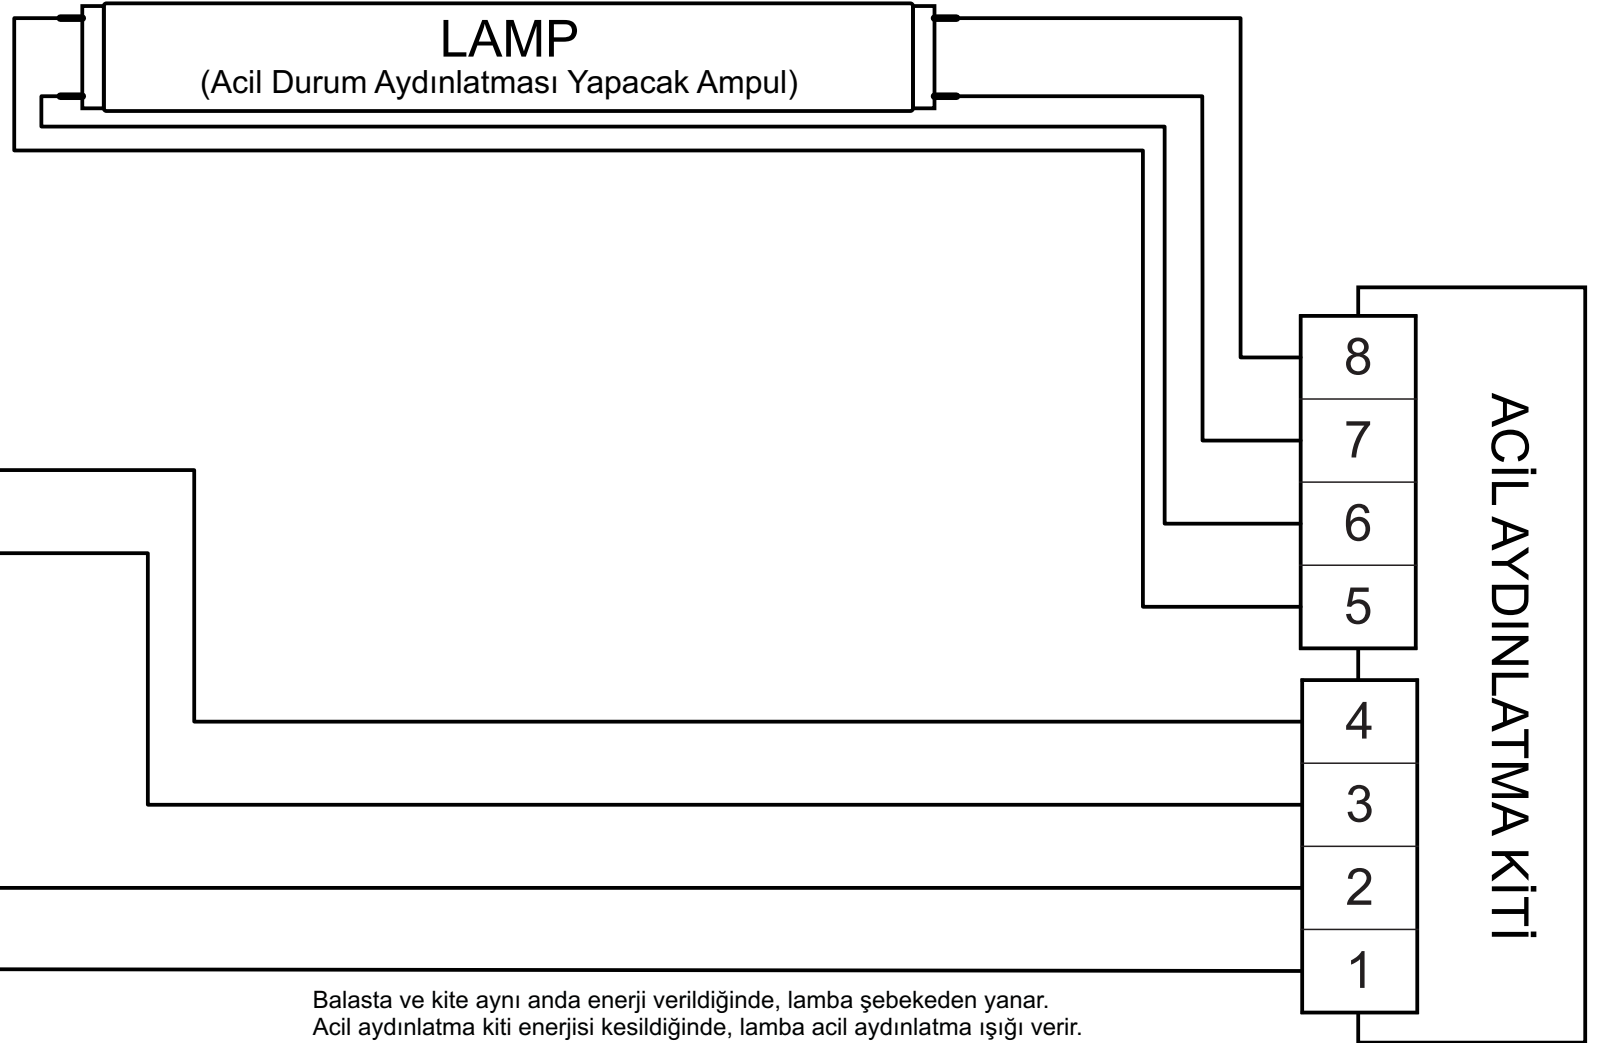 LAMP
(Acil Durum Aydınlatması Yapacak Ampul)
8
7
6
5
4
3
2
1
ACİL AYDINLATMA KİTİ
Balasta ve kite aynı anda enerji verildiğinde, lamba şebekeden yanar.
Acil aydınlatma kiti enerjisi kesildiğinde, lamba acil aydınlatma ışığı verir.